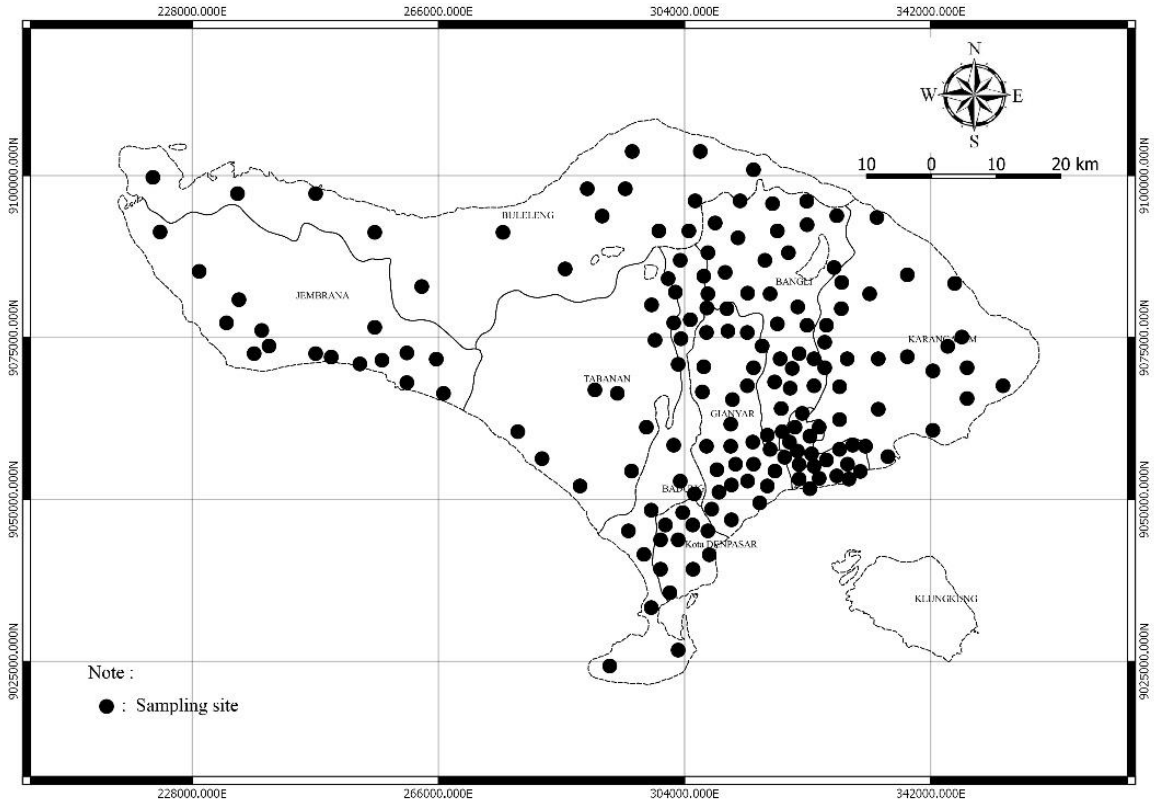 228000.000E 266000.000E 304000.000E 342000.000E
N
W E
S
10 0 10 20 km
9100000.000N 9100000.000N
BULELENG
JEMBRANA
BANGLI
9075000.000N 9075000.000N
TABANAN
GIANYAR
9050000.000N 9050000.000N
Kota DENPASAR
KLUNGKUNG
9025000.000N 9025000.000N
Note :
: Sampling site
228000.000E 266000.000E 304000.000E 342000.000E